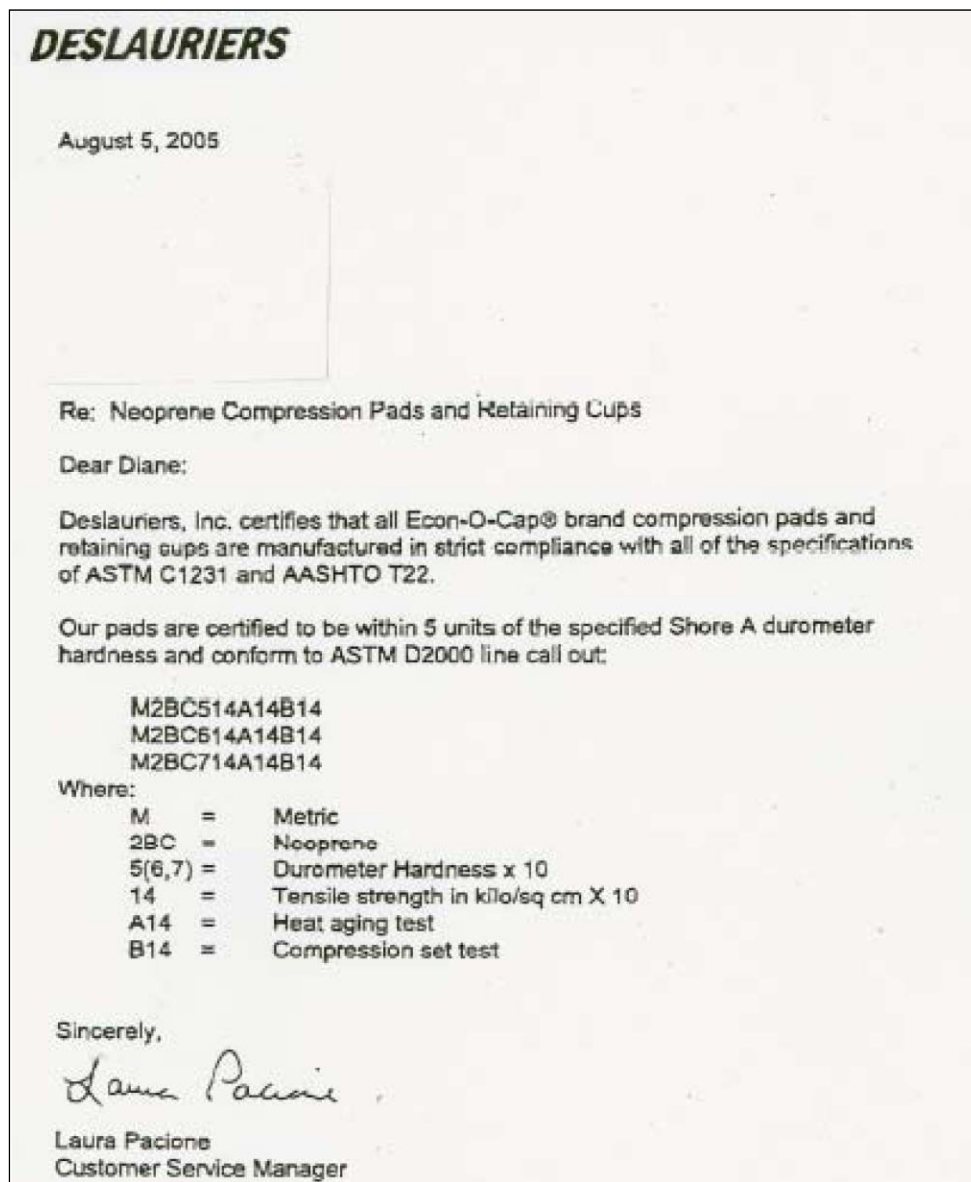 DESLAURIERS
August 5, 2005
Re: Neoprene Compression Pads and Retaining Cups
Dear Diane:
Deslauriers, Inc. certifies that all Econ-O-Cap® brand compression pads and
retaining cups are manufactured in strict compliance with all of the specifications
of ASTM C1231 and AASHTO T22.
Our pads are certified to be within 5 units of the specified Shore A durometer
hardness and conform to ASTM D2000 line call out:
M2BC514A14B14
M2BC614A14B14
M2BC714A14B14
Where:
M = Metric
2BC = Neoprene
5(6,7) = Durometer Hardness x 10
14 = Tensile strength in kilo/sq cm X 10
A14 = Heat aging test
B14 = Compression set test
Sincerely,
Laura Pacione
Laura Pacione
Customer Service Manager